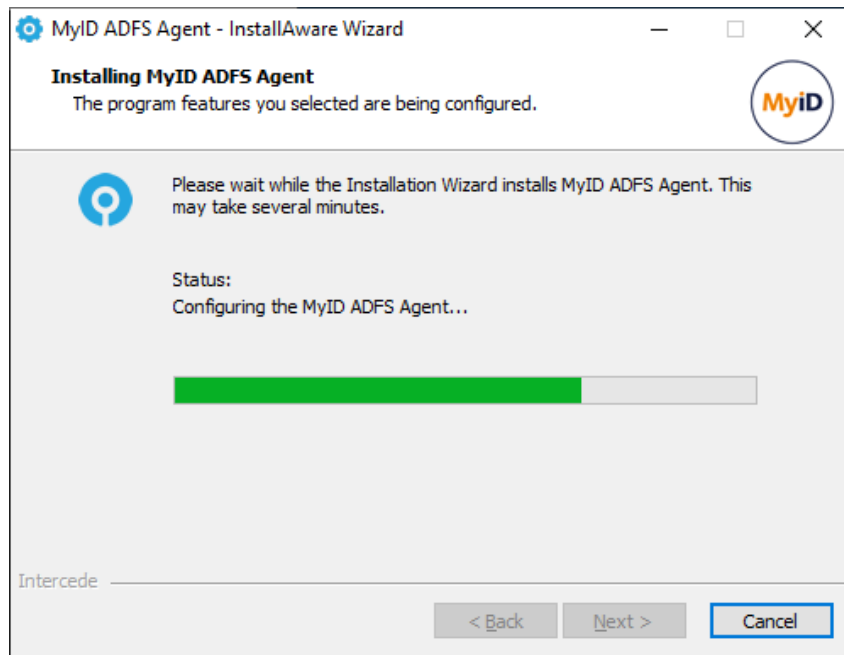 MyID ADFS Agent - InstallAware Wizard
Installing MyID ADFS Agent
The program features you selected are being configured.
MyiD
Please wait while the Installation Wizard installs MyID ADFS Agent. This
may take several minutes.
Status:
Configuring the MyID ADFS Agent...
Intercede
< Back
Next >
Cancel